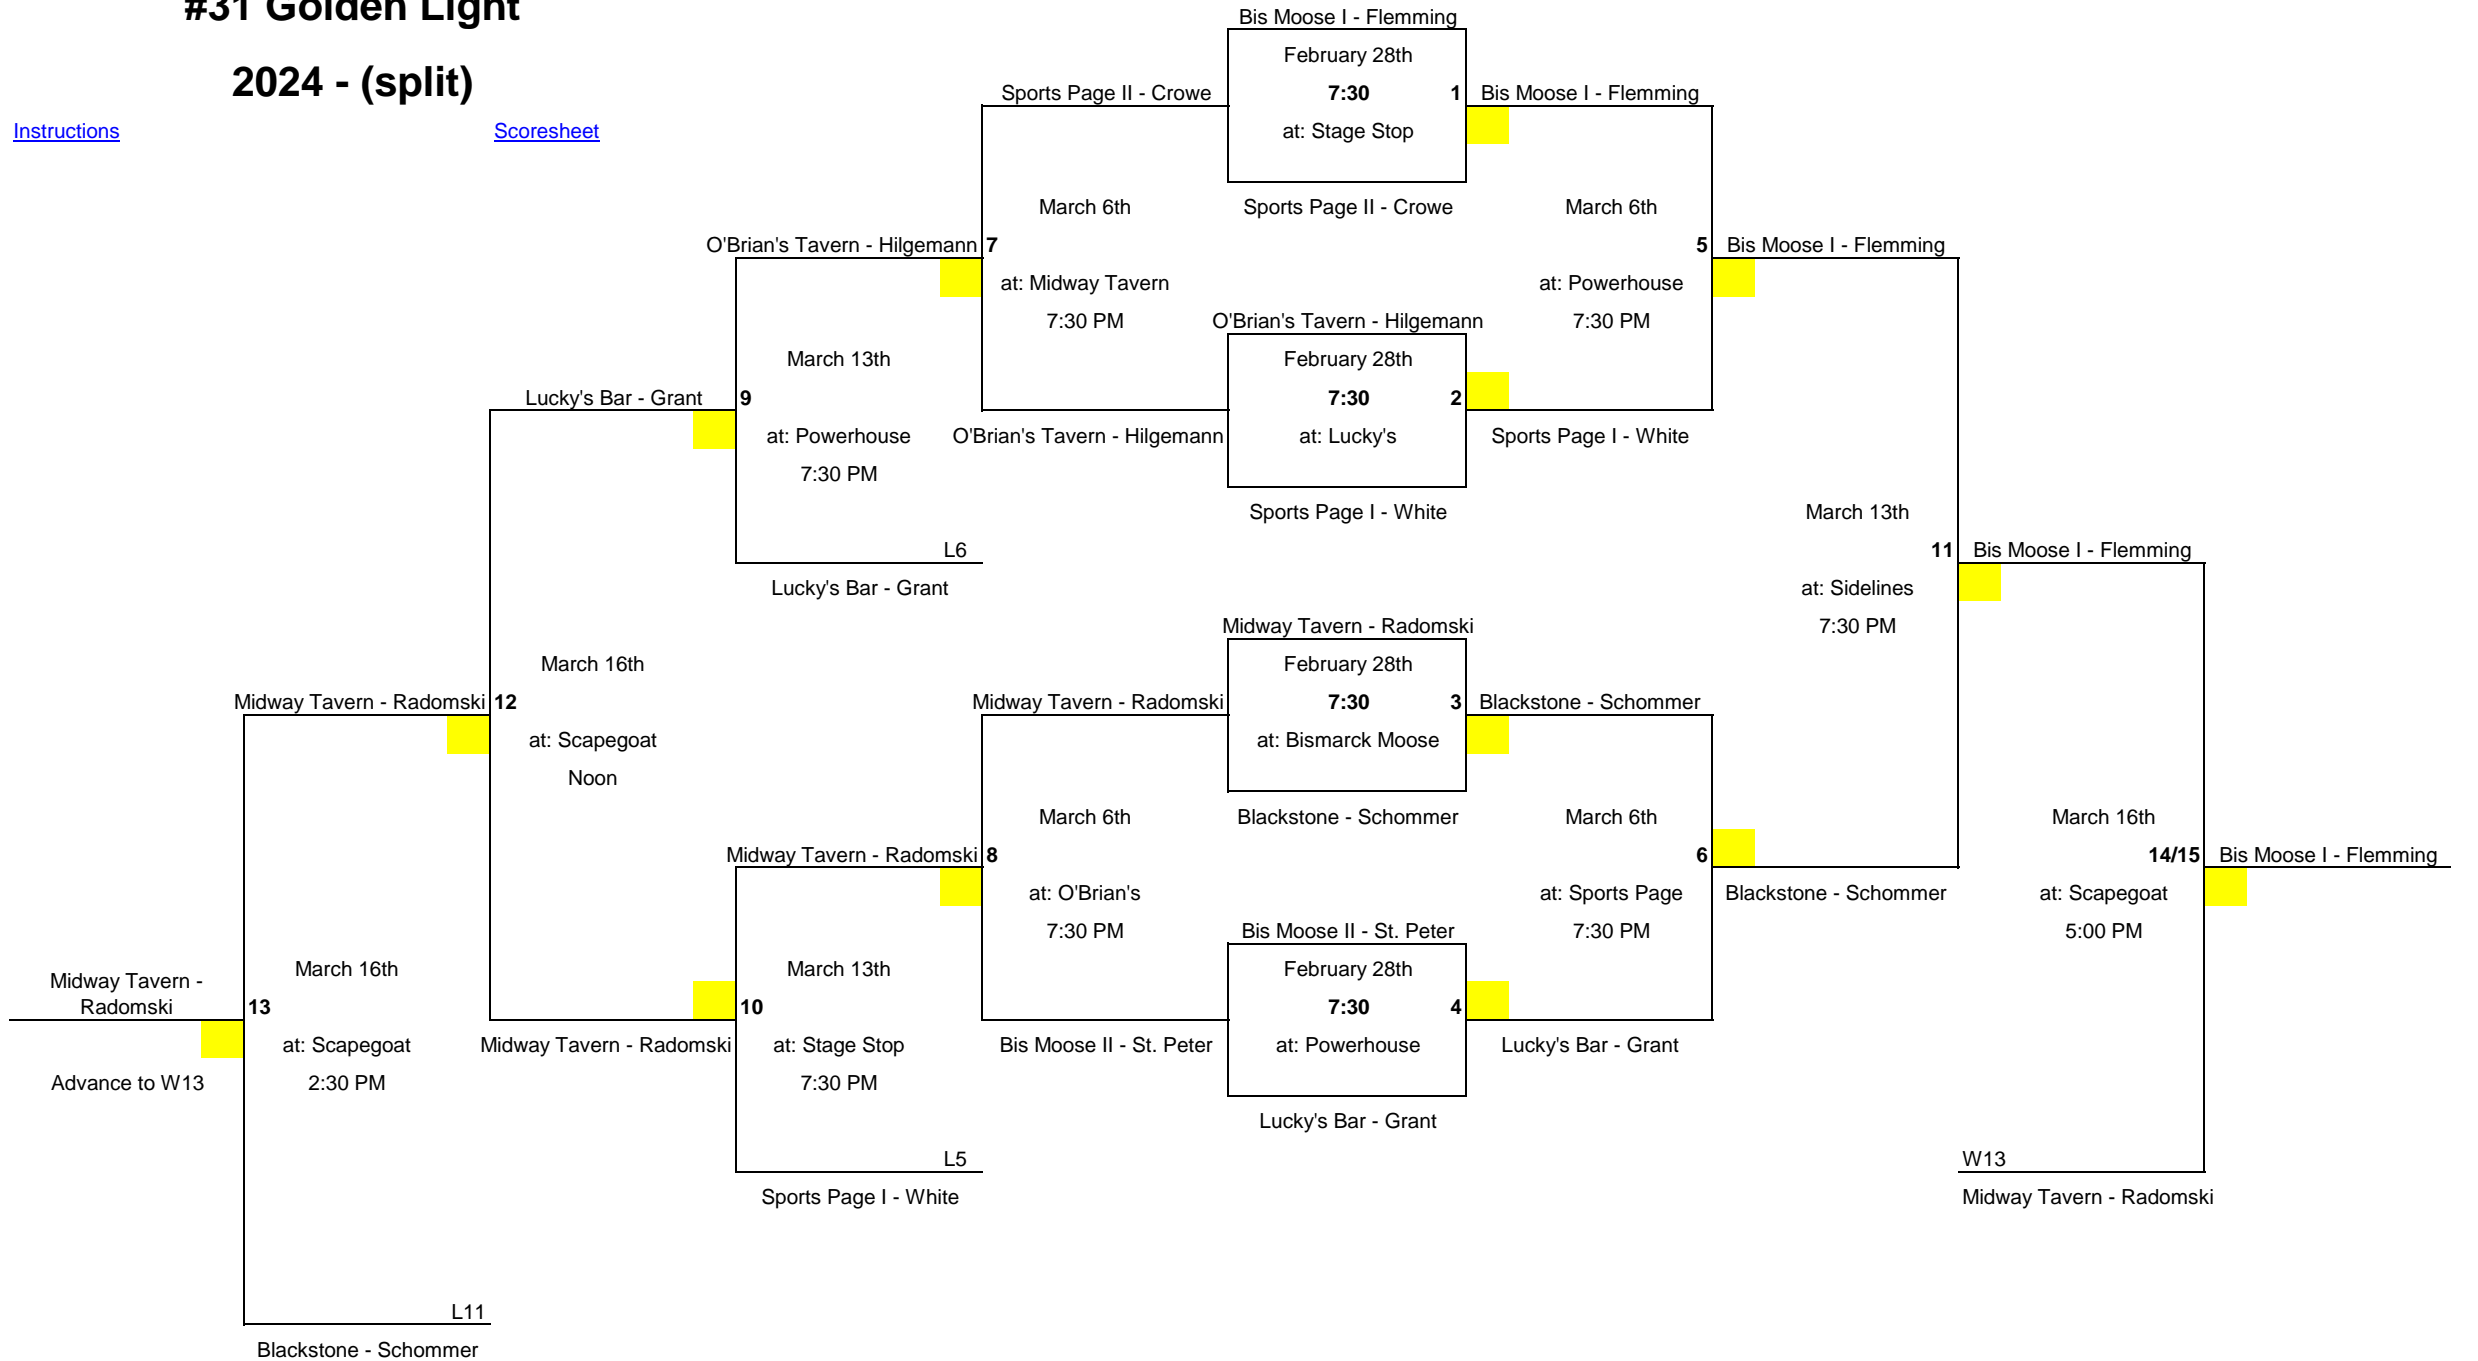 #31 Golden Light
2024 - (split)
Instructions
Scoresheet
Bis Moose I - Flemming
February 28th
Sports Page II - Crowe
7:30
1
Bis Moose I - Flemming
at: Stage Stop
March 6th
Sports Page II - Crowe
March 6th
O'Brian's Tavern - Hilgemann
7
5
Bis Moose I - Flemming
at: Midway Tavern
at: Powerhouse
7:30 PM
O'Brian's Tavern - Hilgemann
7:30 PM
March 13th
February 28th
Lucky's Bar - Grant
9
7:30
2
at: Powerhouse
O'Brian's Tavern - Hilgemann
at: Lucky's
Sports Page I - White
7:30 PM
Sports Page I - White
March 13th
L6
11
Bis Moose I - Flemming
Lucky's Bar - Grant
at: Sidelines
Midway Tavern - Radomski
7:30 PM
March 16th
February 28th
Midway Tavern - Radomski
12
Midway Tavern - Radomski
7:30
3
Blackstone - Schommer
at: Scapegoat
at: Bismarck Moose
Noon
March 6th
Blackstone - Schommer
March 6th
March 16th
Midway Tavern - Radomski
8
6
14/15
Bis Moose I - Flemming
at: O'Brian's
at: Sports Page
Blackstone - Schommer
at: Scapegoat
7:30 PM
Bis Moose II - St. Peter
7:30 PM
5:00 PM
Midway Tavern -
Radomski
March 16th
March 13th
February 28th
13
10
7:30
4
at: Scapegoat
Midway Tavern - Radomski
at: Stage Stop
Bis Moose II - St. Peter
at: Powerhouse
Lucky's Bar - Grant
Advance to W13
2:30 PM
7:30 PM
Lucky's Bar - Grant
L5
W13
Sports Page I - White
Midway Tavern - Radomski
L11
Blackstone - Schommer